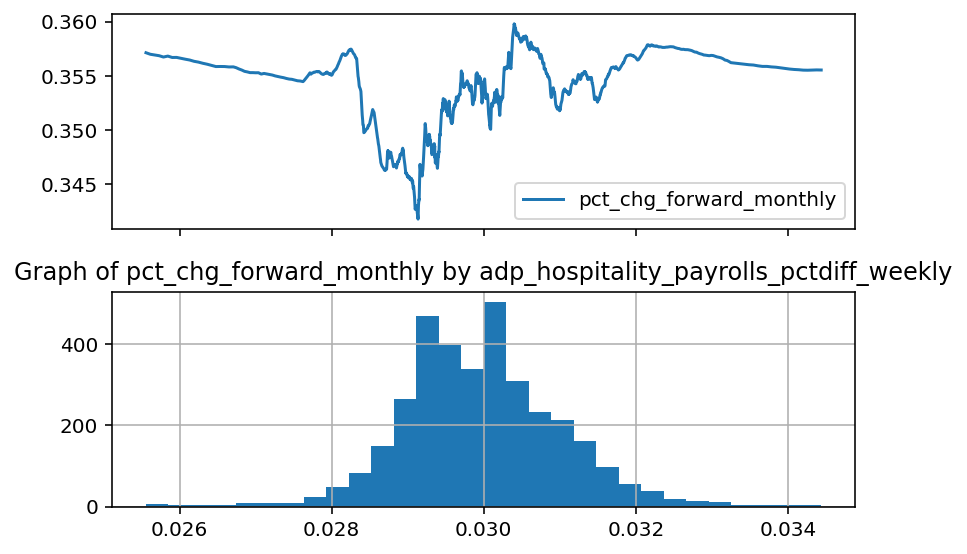 0.360
0.355
0.350
0.345
pct_chg_forward_monthly
Graph of pct_chg_forward_monthly by adp_hospitality_payrolls_pctdiff_weekly
400
200
0
0.026 0.028 0.030 0.032 0.034